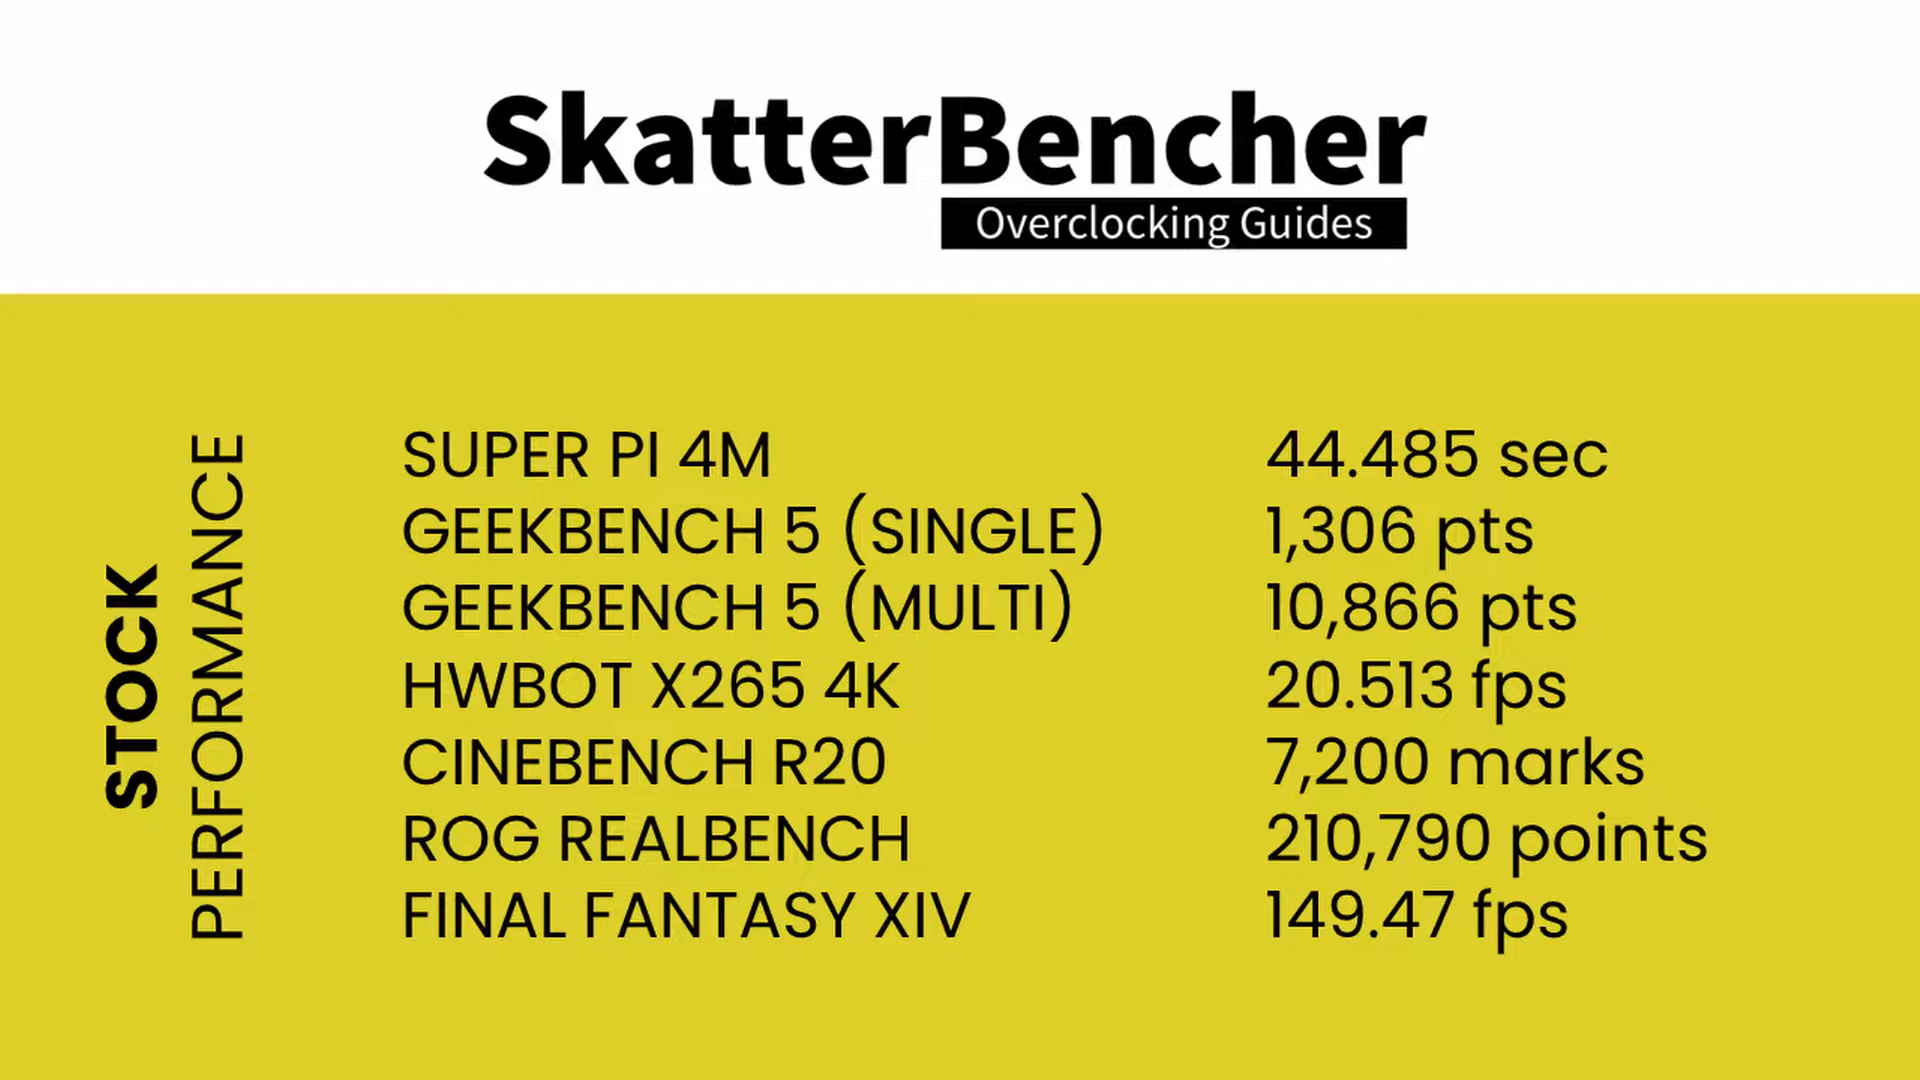 SkatterBencher
Overclocking Guides
STOCK
PERFORMANCE
SUPER PI 4M 44.485 sec
GEEKBENCH 5 (SINGLE) 1,306 pts
GEEKBENCH 5 (MULTI) 10,866 pts
HWBOT X265 4K 20.513 fps
CINEBENCH R20 7,200 marks
ROG REALBENCH 210,790 points
FINAL FANTASY XIV 149.47 fps